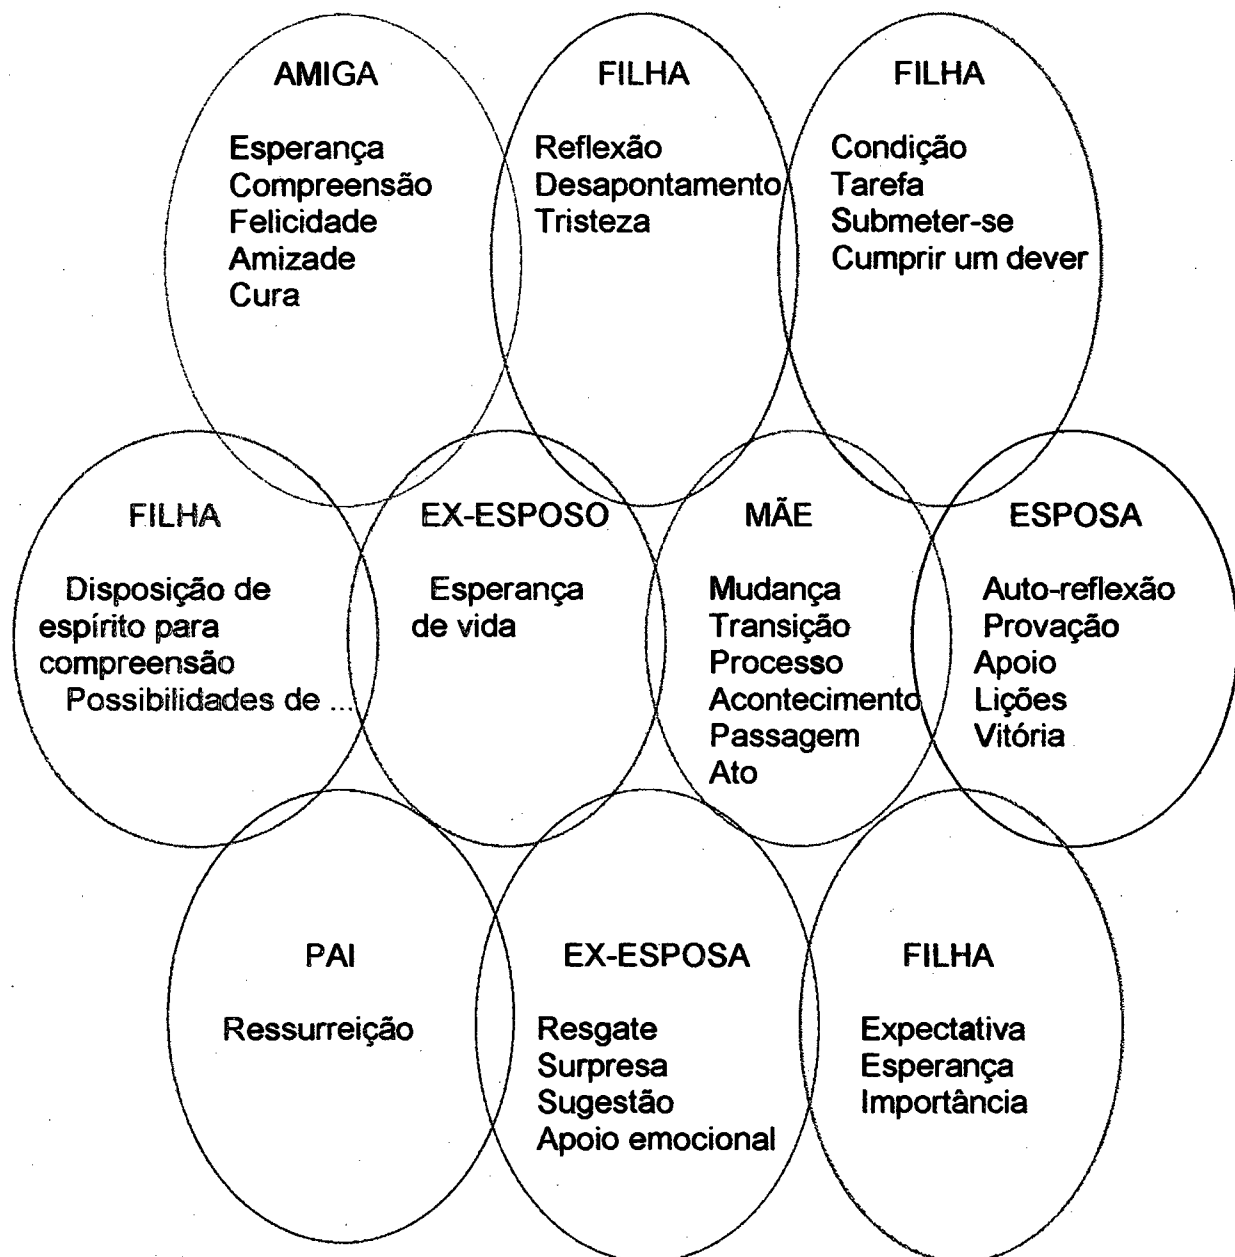 AMIGA
Esperança
Compreensão
Felicidade
Amizade
Cura
FILHA
Reflexão
Desapontamento
Tristeza
FILHA
Condição
Tarefa
Submeter-se
Cumprir um dever
FILHA
Disposição de
espírito para
compreensão
Possibilidades de ...
EX-ESPOSO
Esperança
de vida
MÃE
Mudança
Transição
Processo
Acontecimento
Passagem
Ato
ESPOSA
Auto-reflexão
Provação
Apoio
Lições
Vitória
PAI
Ressurreição
EX-ESPOSA
Resgate
Surpresa
Sugestão
Apoio emocional
FILHA
Expectativa
Esperança
Importância